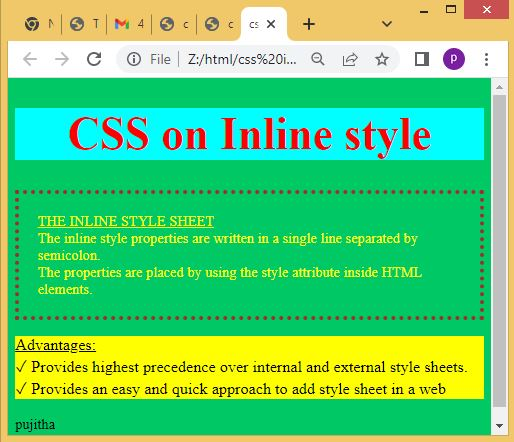 N
T
4
c
c
cs
File
Z:/html/css%20i...
p
CSS on Inline style
THE INLINE STYLE SHEET
The inline style properties are written in a single line separated by
semicolon.
The properties are placed by using the style attribute inside HTML
elements.
Advantages:
✓ Provides highest precedence over internal and external style sheets.
✓ Provides an easy and quick approach to add style sheet in a web
pujitha